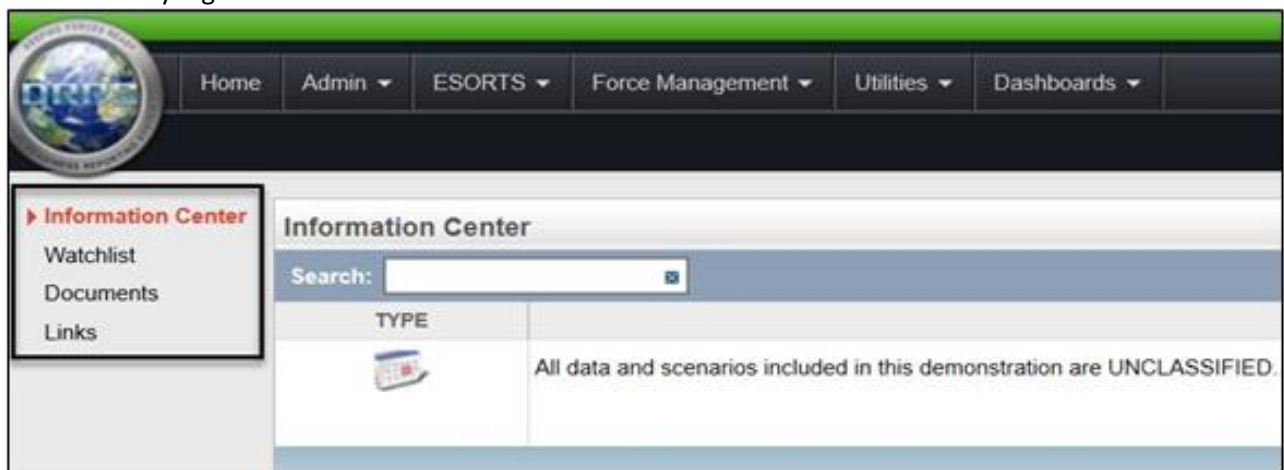 DRRS
Home Admin ESORTS Force Management Utilities Dashboards
Information Center
Watchlist
Documents
Links
Information Center
Search:
TYPE
All data and scenarios included in this demonstration are UNCLASSIFIED.